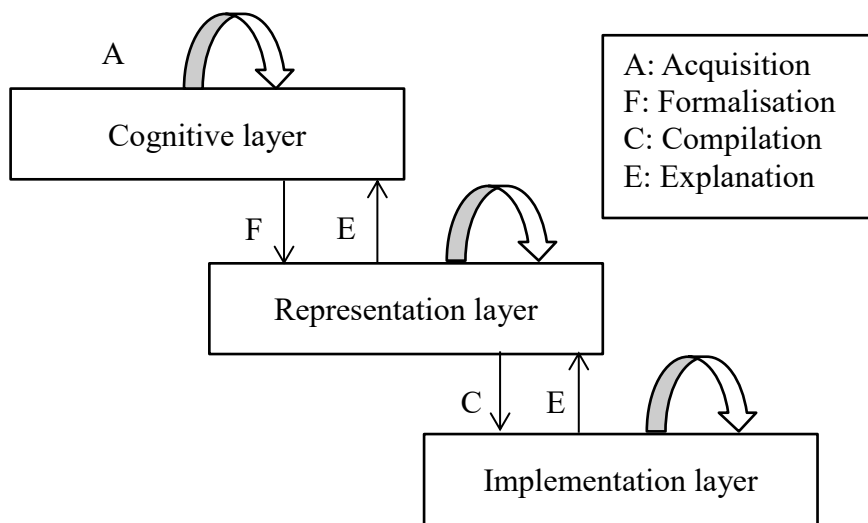 A
A: Acquisition
F: Formalisation
C: Compilation
E: Explanation
Cognitive layer
F
E
Representation layer
C
E
Implementation layer